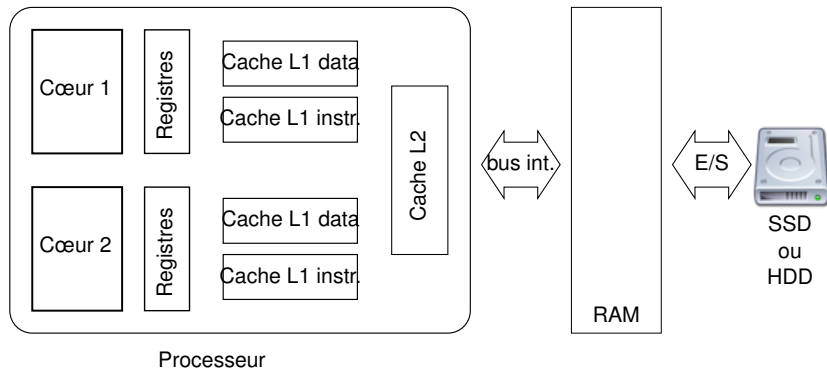 Cœur 1
Registres
Cache L1 data
Cache L1 instr.
Cœur 2
Registres
Cache L1 data
Cache L1 instr.
Cache L2
Processeur
bus int.
RAM
E/S
SSD
ou
HDD